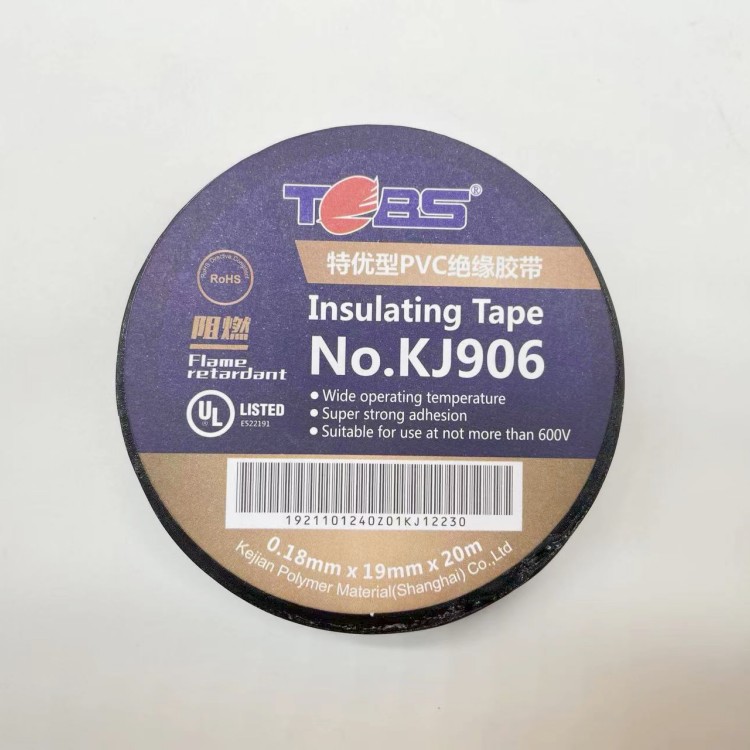 TOBS®
特优型PVC绝缘胶带
Insulating Tape
No.KJ906
• Wide operating temperature
• Super strong adhesion
• Suitable for use at not more than 600V
RoHS
阻燃
Flame
retardant
UL LISTED
E522191
1921101240Z01KJ12230
0.18mm x 19mm x 20m
Kejian Polymer Material(Shanghai) Co.,Ltd